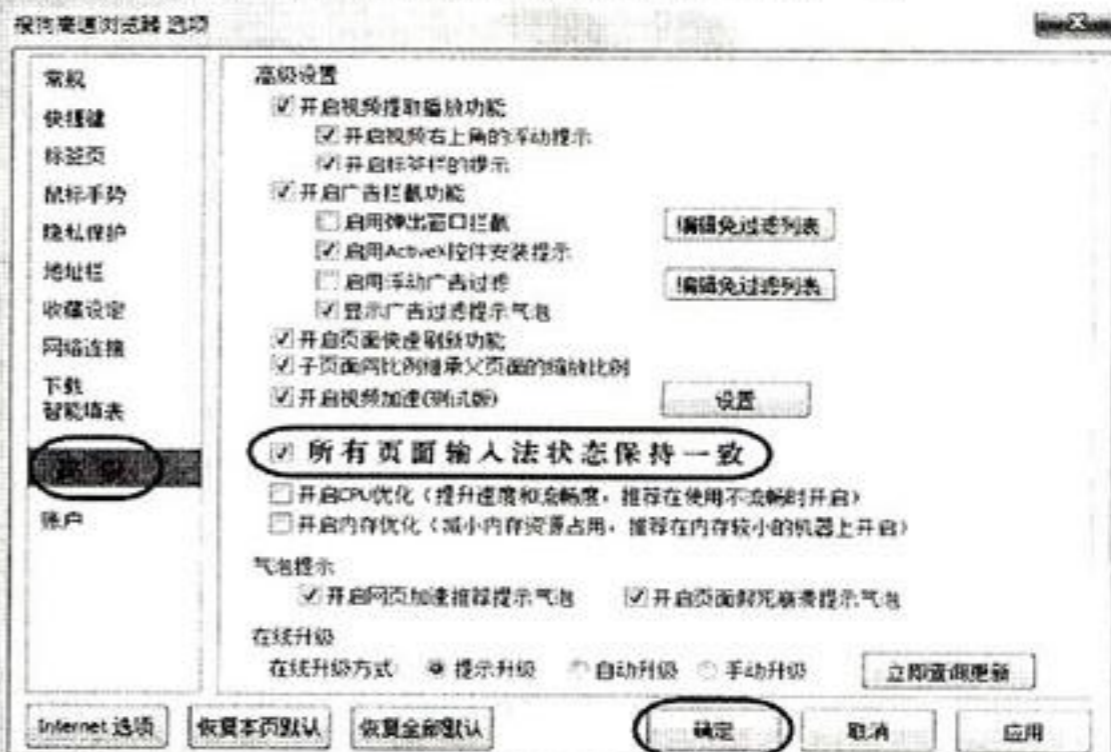 搜狗高速浏览器 选项
常规
快捷键
标签页
鼠标手势
隐私保护
地址栏
收藏设定
网络连接
下载
智能填表
高级
账户
高级设置
开启视频提取播放功能
开启视频右上角的浮动提示
开启标签栏的提示
开启广告拦截功能
启用弹出窗口拦截 编辑免过滤列表
启用ActiveX控件安装提示
启用浮动广告过滤 编辑免过滤列表
显示广告过滤提示气泡
开启页面快速刷新功能
子页面同比例继承父页面的缩放比例
开启视频加速(测试版) 设置
所有页面输入法状态保持一致
开启CPU优化（提升速度和流畅度，推荐在使用不流畅时开启）
开启内存优化（减小内存资源占用，推荐在内存较小的机器上开启）
气泡提示
开启网页加速推荐提示气泡 开启页面假死崩溃提示气泡
在线升级
在线升级方式: 提示升级 自动升级 手动升级 立即查询更新
Internet 选项 恢复本页默认 恢复全部默认 确定 取消 应用